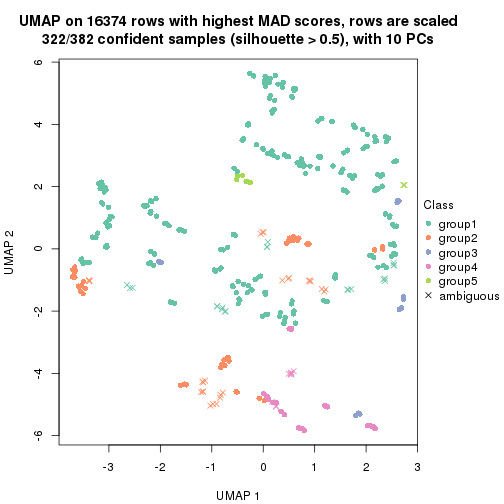 UMAP on 16374 rows with highest MAD scores, rows are scaled
322/382 confident samples (silhouette > 0.5), with 10 PCs
6
4
2
0
-2
-4
-6
UMAP 2
-3
-2
-1
0
1
2
3
UMAP 1
Class
group1
group2
group3
group4
group5
ambiguous